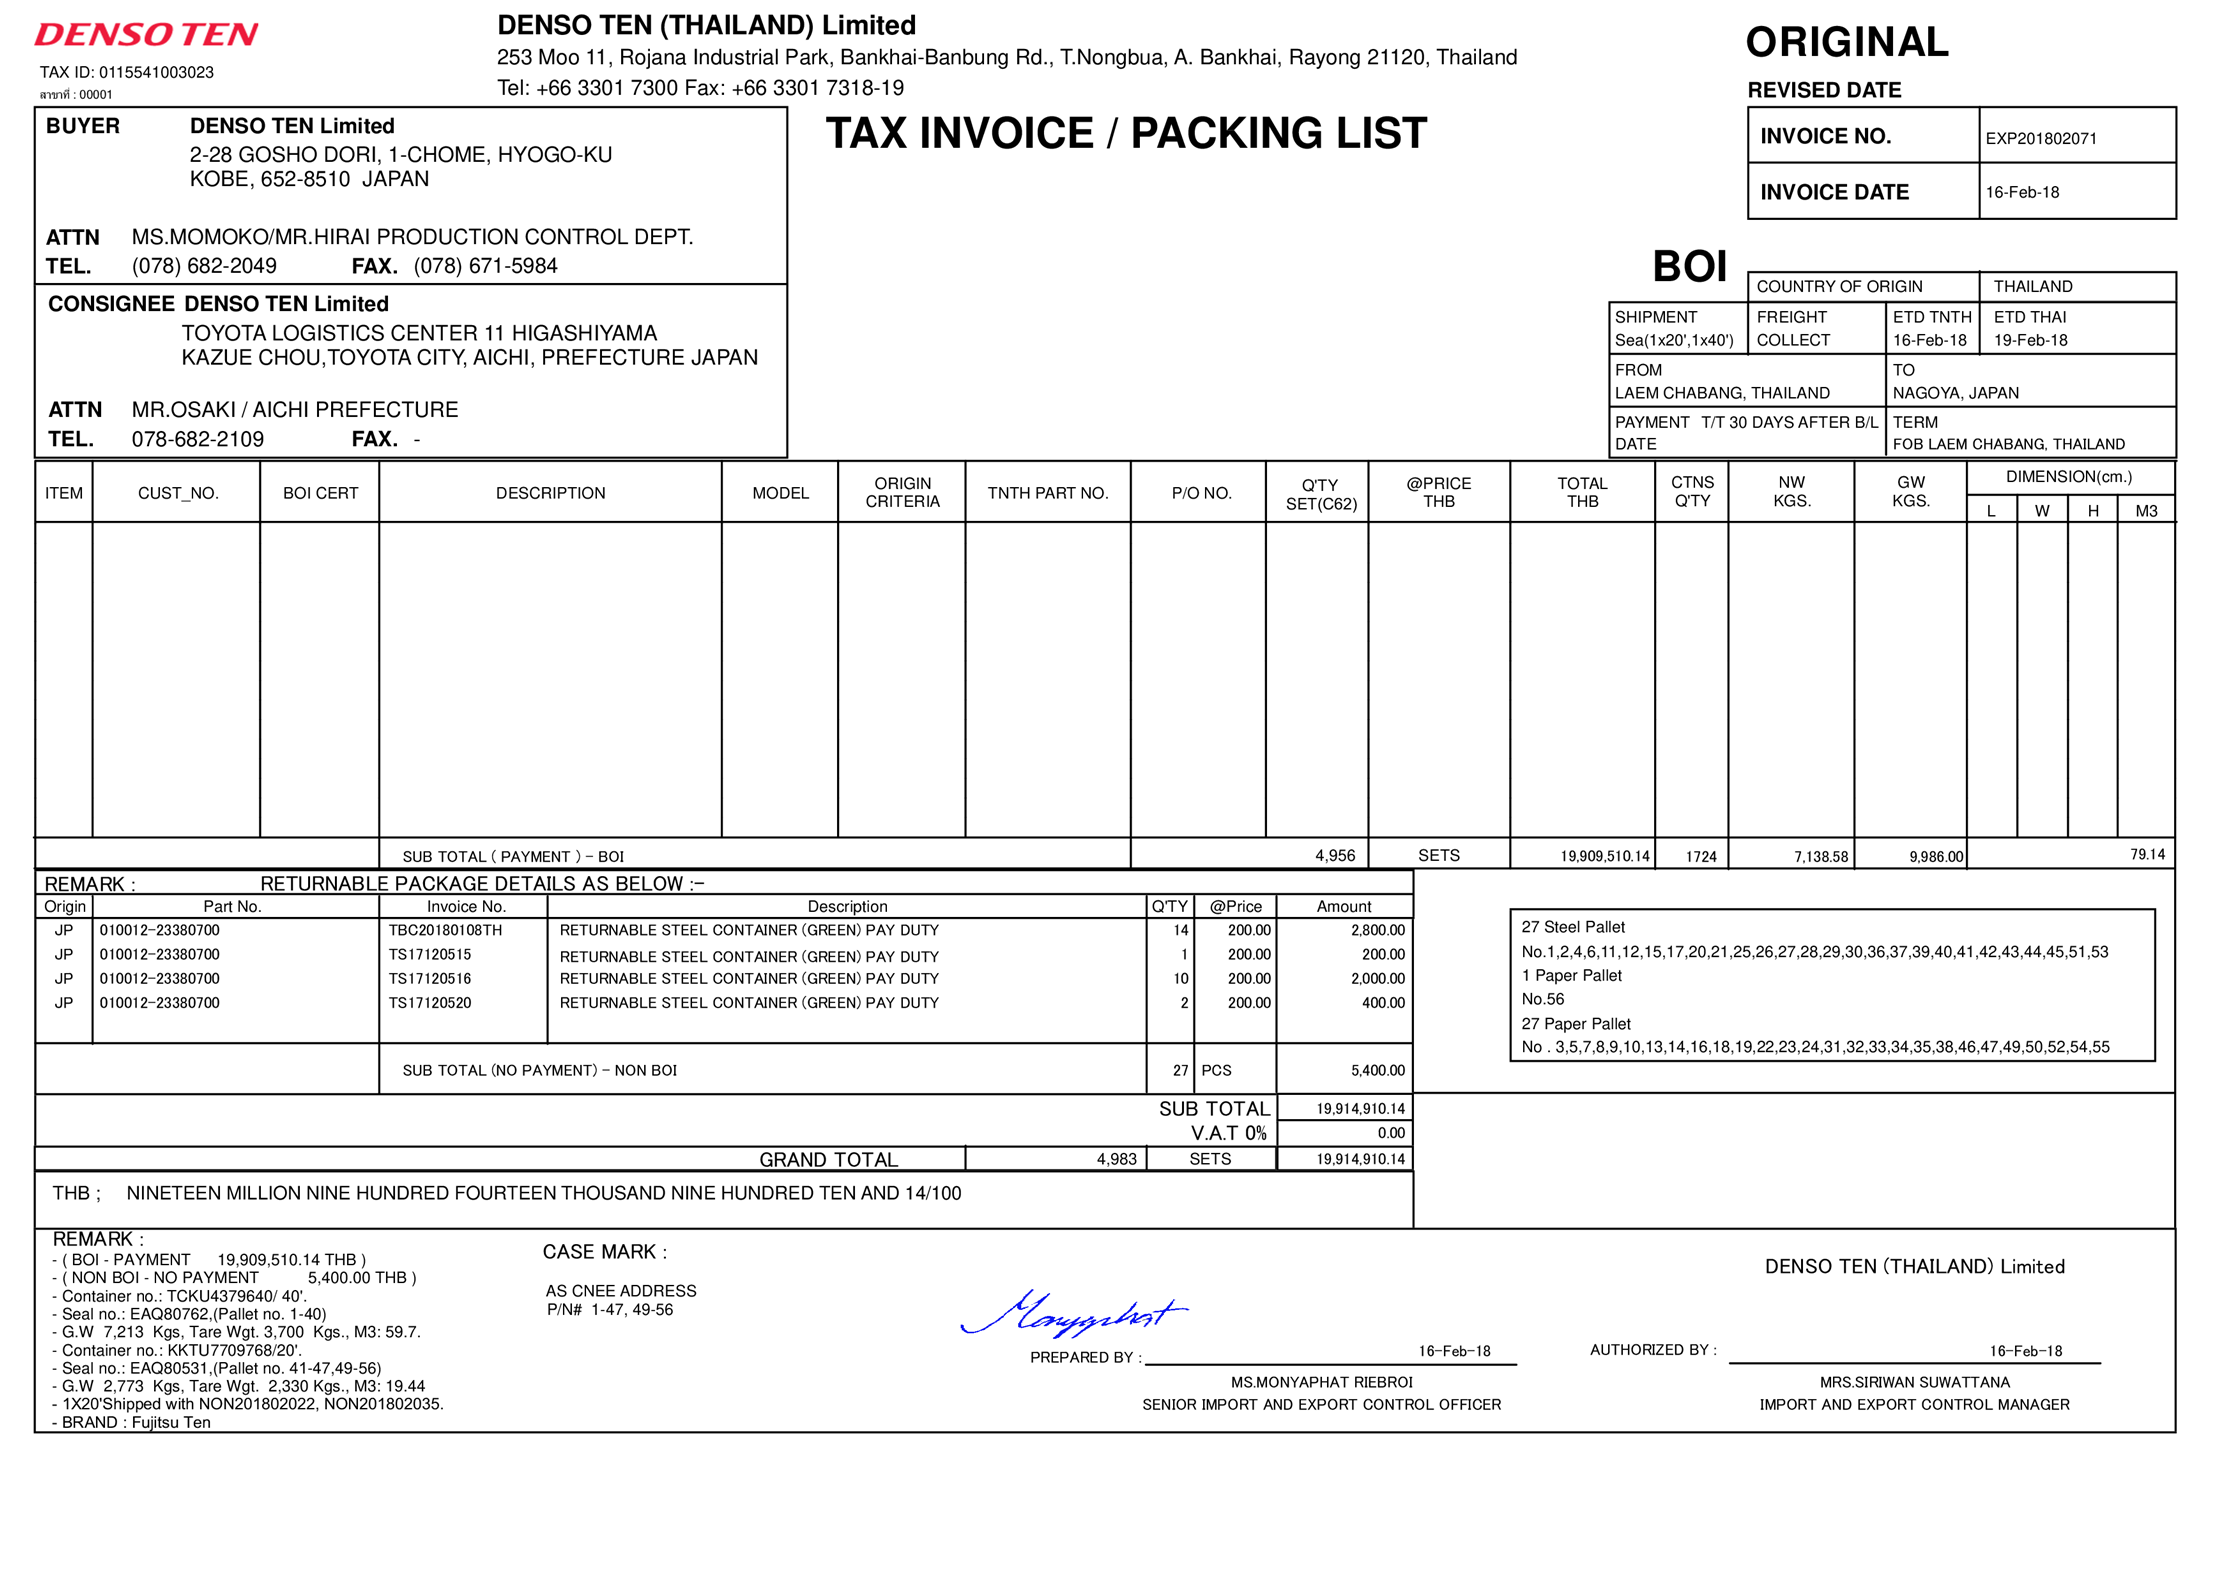 DENSO TEN
TAX ID: 0115541003023
สาขาที่ : 00001
DENSO TEN (THAILAND) Limited
253 Moo 11, Rojana Industrial Park, Bankhai-Banbung Rd., T.Nongbua, A. Bankhai, Rayong 21120, Thailand
Tel: +66 3301 7300 Fax: +66 3301 7318-19
ORIGINAL
REVISED DATE
TAX INVOICE / PACKING LIST
INVOICE NO. EXP201802071
INVOICE DATE 16-Feb-18
BUYER DENSO TEN Limited
2-28 GOSHO DORI, 1-CHOME, HYOGO-KU
KOBE, 652-8510 JAPAN
ATTN MS.MOMOKO/MR.HIRAI PRODUCTION CONTROL DEPT.
TEL. (078) 682-2049 FAX. (078) 671-5984
CONSIGNEE DENSO TEN Limited
TOYOTA LOGISTICS CENTER 11 HIGASHIYAMA
KAZUE CHOU,TOYOTA CITY, AICHI, PREFECTURE JAPAN
ATTN MR.OSAKI / AICHI PREFECTURE
TEL. 078-682-2109 FAX. -
BOI
COUNTRY OF ORIGIN THAILAND
SHIPMENT FREIGHT ETD TNTH ETD THAI
Sea(1x20',1x40') COLLECT 16-Feb-18 19-Feb-18
FROM TO
LAEM CHABANG, THAILAND NAGOYA, JAPAN
PAYMENT T/T 30 DAYS AFTER B/L TERM
DATE FOB LAEM CHABANG, THAILAND
ITEM CUST_NO. BOI CERT DESCRIPTION MODEL ORIGIN CRITERIA TNTH PART NO. P/O NO. Q'TY SET(C62) @PRICE THB TOTAL THB CTNS Q'TY NW KGS. GW KGS. DIMENSION(cm.)
L W H M3
SUB TOTAL ( PAYMENT ) - BOI 4,956 SETS 19,909,510.14 1724 7,138.58 9,986.00 79.14
REMARK : RETURNABLE PACKAGE DETAILS AS BELOW :-
Origin Part No. Invoice No. Description Q'TY @Price Amount
JP 010012-23380700 TBC20180108TH RETURNABLE STEEL CONTAINER (GREEN) PAY DUTY 14 200.00 2,800.00
JP 010012-23380700 TS17120515 RETURNABLE STEEL CONTAINER (GREEN) PAY DUTY 1 200.00 200.00
JP 010012-23380700 TS17120516 RETURNABLE STEEL CONTAINER (GREEN) PAY DUTY 10 200.00 2,000.00
JP 010012-23380700 TS17120520 RETURNABLE STEEL CONTAINER (GREEN) PAY DUTY 2 200.00 400.00
SUB TOTAL (NO PAYMENT) - NON BOI 27 PCS 5,400.00
27 Steel Pallet
No.1,2,4,6,11,12,15,17,20,21,25,26,27,28,29,30,36,37,39,40,41,42,43,44,45,51,53
1 Paper Pallet
No.56
27 Paper Pallet
No . 3,5,7,8,9,10,13,14,16,18,19,22,23,24,31,32,33,34,35,38,46,47,49,50,52,54,55
SUB TOTAL 19,914,910.14
V.A.T 0% 0.00
GRAND TOTAL 4,983 SETS 19,914,910.14
THB ; NINETEEN MILLION NINE HUNDRED FOURTEEN THOUSAND NINE HUNDRED TEN AND 14/100
REMARK :
- ( BOI - PAYMENT 19,909,510.14 THB )
- ( NON BOI - NO PAYMENT 5,400.00 THB )
- Container no.: TCKU4379640/ 40'.
- Seal no.: EAQ80762,(Pallet no. 1-40)
- G.W 7,213 Kgs, Tare Wgt. 3,700 Kgs., M3: 59.7.
- Container no.: KKTU7709768/20'.
- Seal no.: EAQ80531,(Pallet no. 41-47,49-56)
- G.W 2,773 Kgs, Tare Wgt. 2,330 Kgs., M3: 19.44
- 1X20'Shipped with NON201802022, NON201802035.
- BRAND : Fujitsu Ten
CASE MARK :
AS CNEE ADDRESS
P/N# 1-47, 49-56
Monyaphat
PREPARED BY : 16-Feb-18
MS.MONYAPHAT RIEBROI
SENIOR IMPORT AND EXPORT CONTROL OFFICER
DENSO TEN (THAILAND) Limited
AUTHORIZED BY : 16-Feb-18
MRS.SIRIWAN SUWATTANA
IMPORT AND EXPORT CONTROL MANAGER